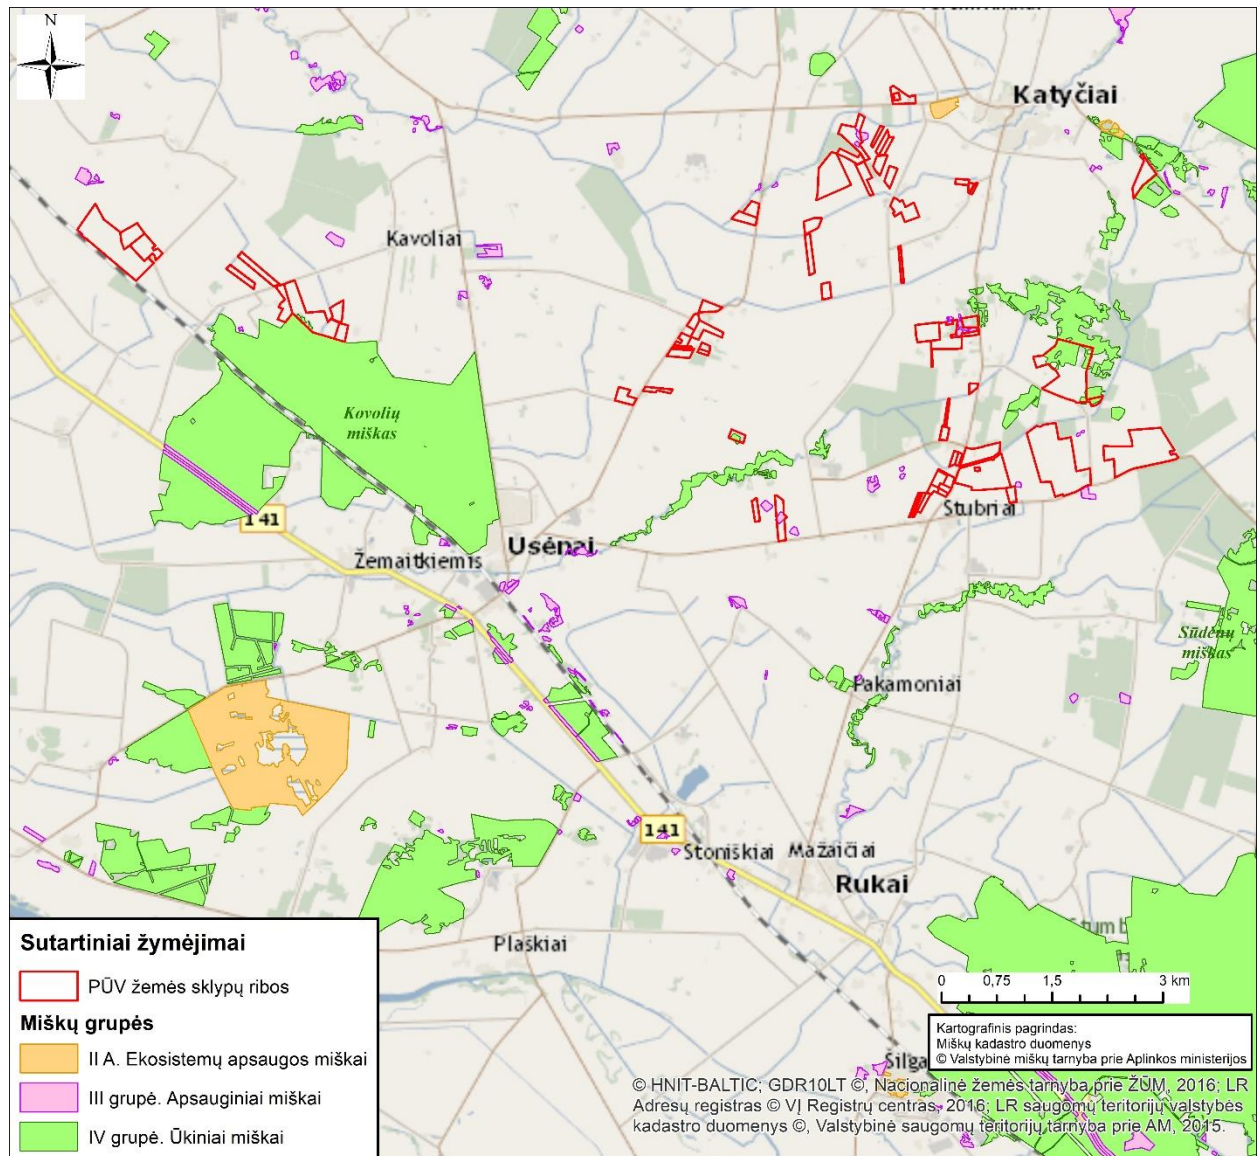 N
Katyčiai
Kavoliai
Kovolių
miškas
141
Stubriai
Usėnai
Žemaitkiemis
Sūdėnų
miškas
Pakamoniai
141
Stoniškiai
Mažaičiai
Rukai
Plaškiai
Sutartiniai žymėjimai
PŪV žemės sklypų ribos
Miškų grupės
II A. Ekosistemų apsaugos miškai
III grupė. Apsauginiai miškai
IV grupė. Ūkiniai miškai
0 0,75 1,5 3 km
Kartografinis pagrindas:
Miškų kadastro duomenys
© Valstybinė miškų tarnyba prie Aplinkos ministerijos
Šilga
© HNIT-BALTIC; GDR10LT ©, Nacionalinė žemės tarnyba prie ŽŪM, 2016; LR
Adresų registras © VĮ Registrų centras, 2016; LR saugomų teritorijų valstybės
kadastro duomenys ©, Valstybinė saugomų teritorijų tarnyba prie AM, 2015.